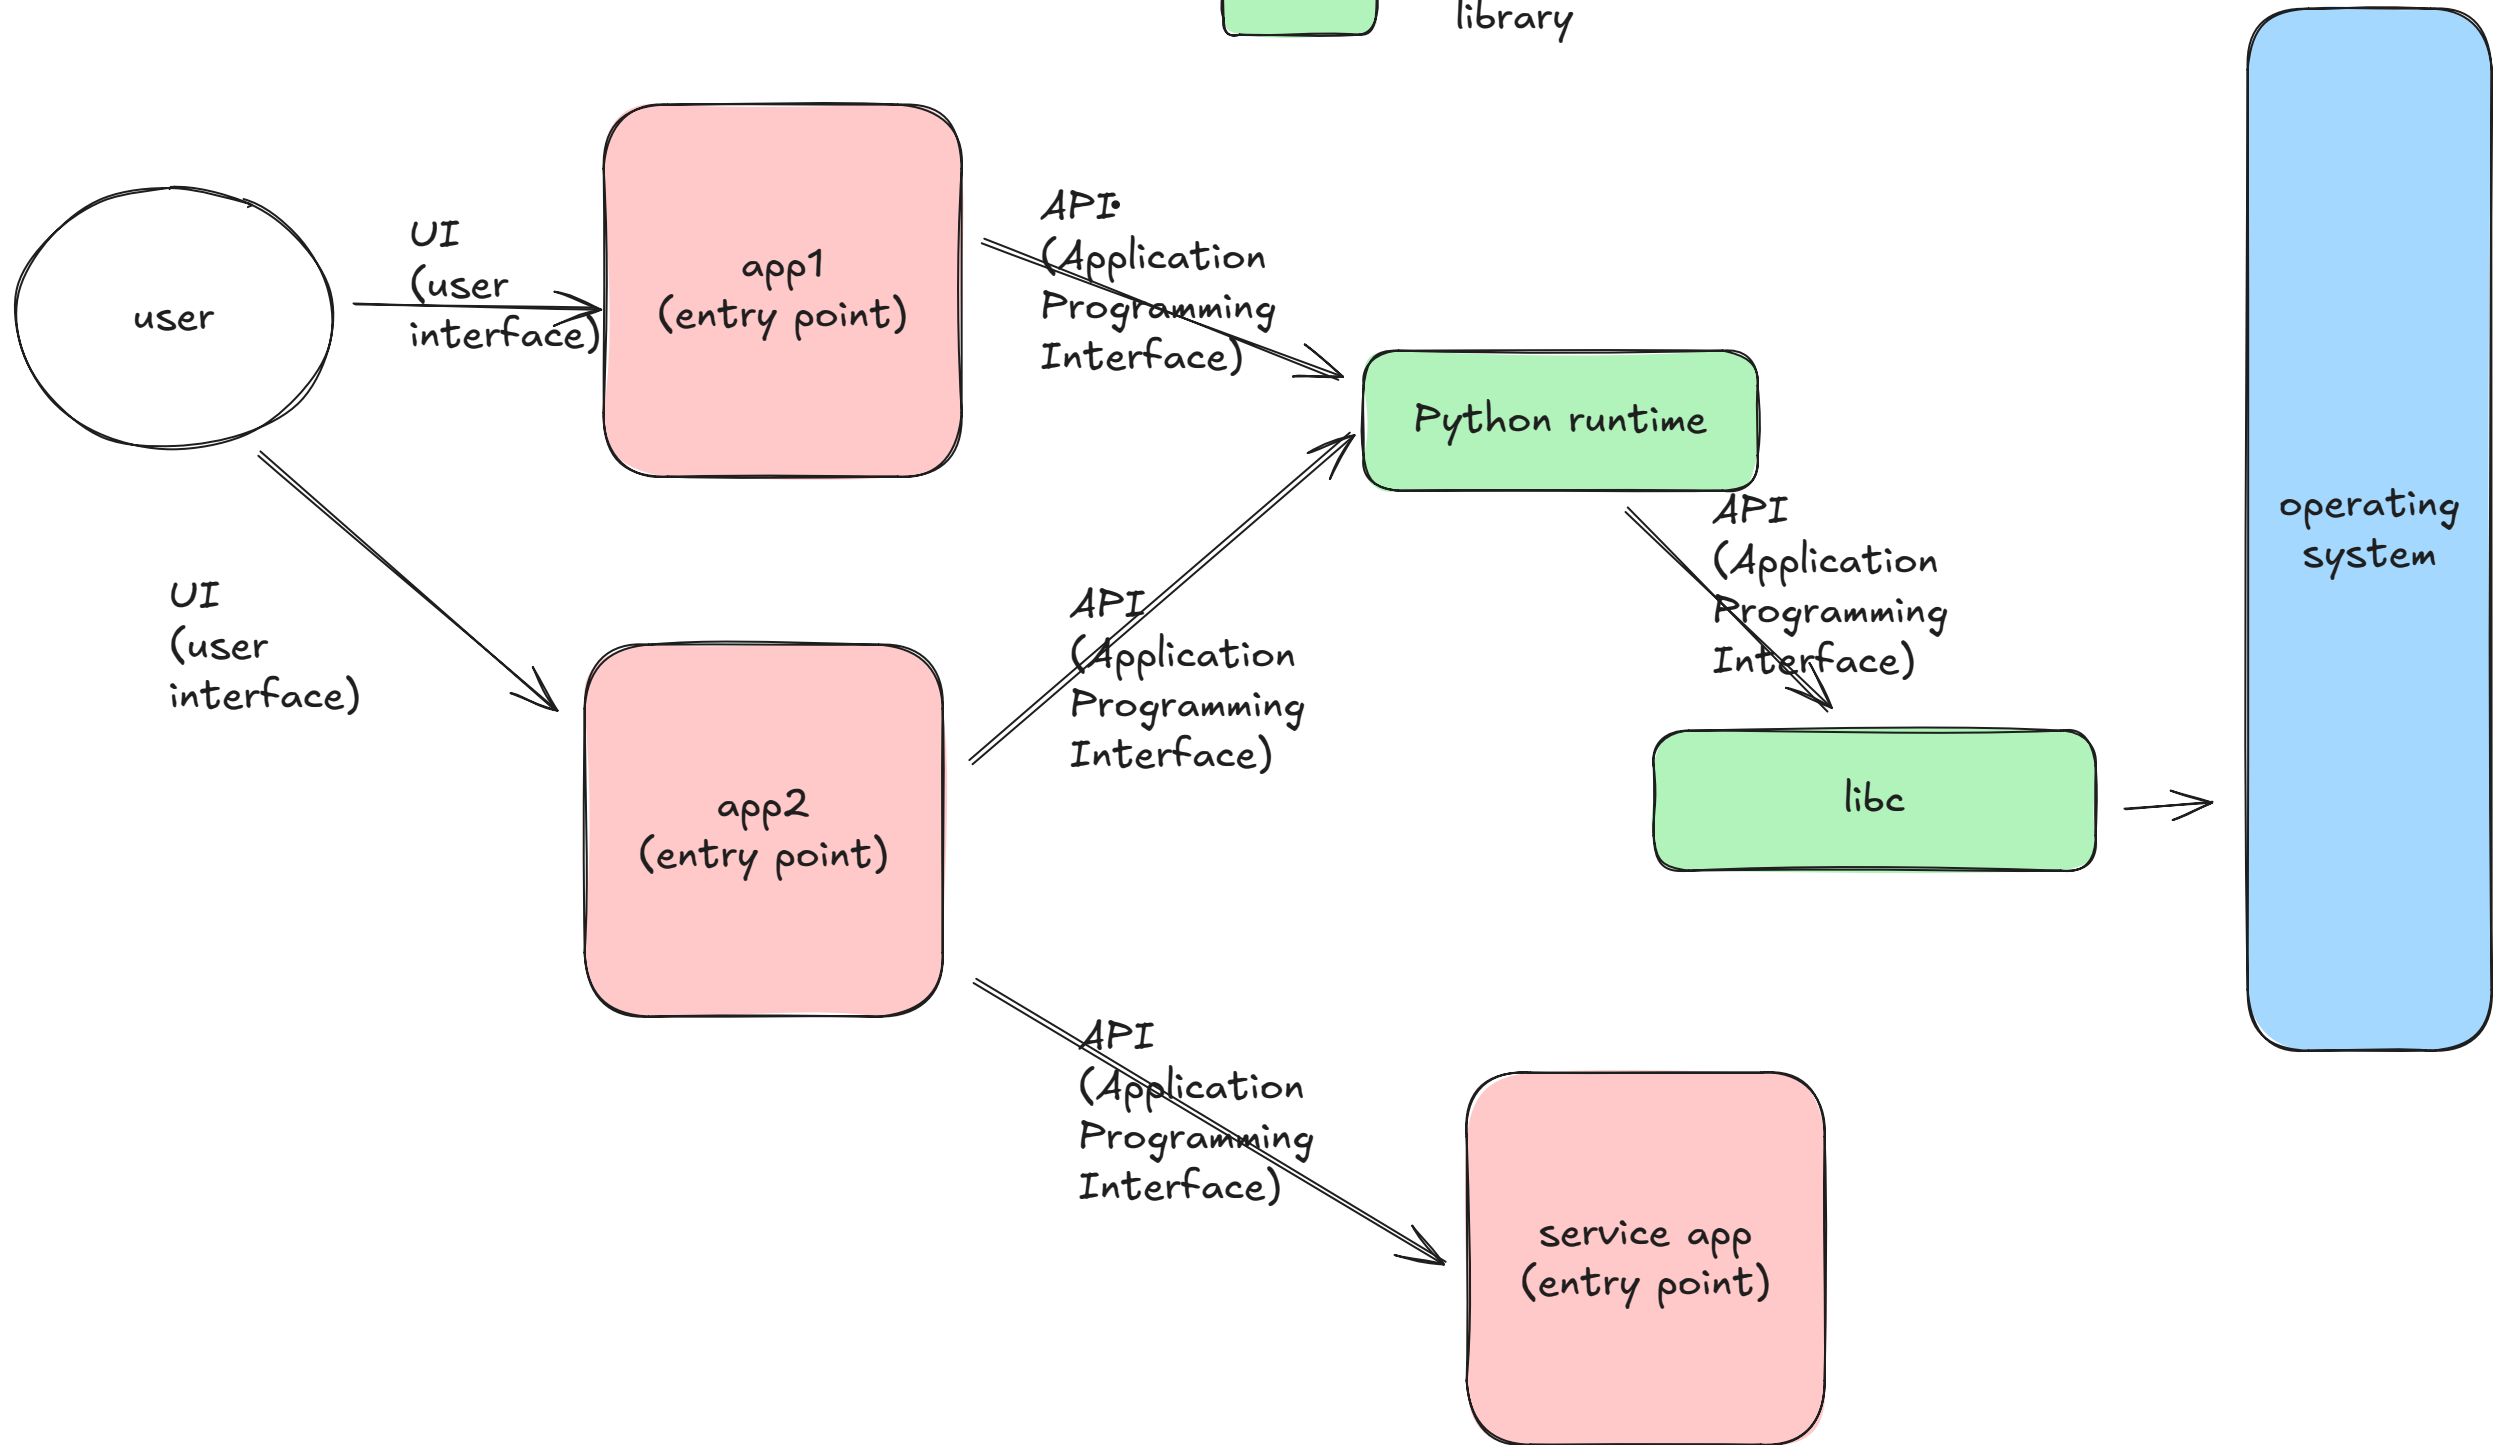 library
user
UI
(user
interface)
app1
(entry point)
API
(Application
Programming
Interface)
Python runtime
API
(Application
Programming
Interface)
operating
system
UI
(user
interface)
app2
(entry point)
API
(Application
Programming
Interface)
libc
API
(Application
Programming
Interface)
service app
(entry point)